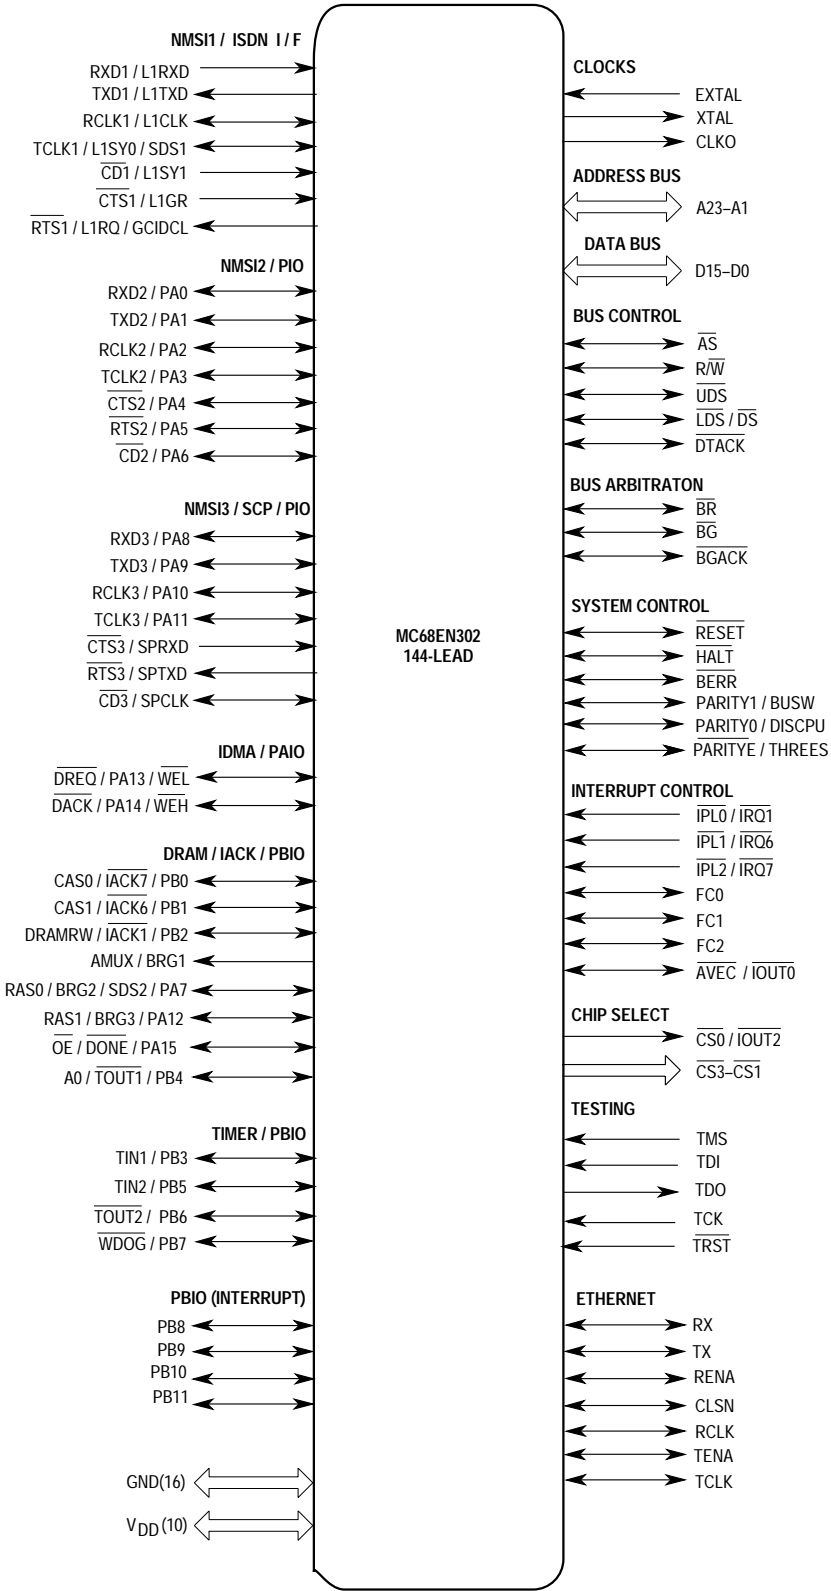 NMSI1 / ISDN I / F
RXD1 / L1RXD
TXD1 / L1TXD
RCLK1 / L1CLK
TCLK1 / L1SY0 / SDS1
CD1 / L1SY1
CTS1 / L1GR
RTS1 / L1RQ / GCIDCL
NMSI2 / PIO
RXD2 / PA0
TXD2 / PA1
RCLK2 / PA2
TCLK2 / PA3
CTS2 / PA4
RTS2 / PA5
CD2 / PA6
NMSI3 / SCP / PIO
RXD3 / PA8
TXD3 / PA9
RCLK3 / PA10
TCLK3 / PA11
CTS3 / SPRXD
RTS3 / SPTXD
CD3 / SPCLK
IDMA / PAIO
DREQ / PA13 / WEL
DACK / PA14 / WEH
DRAM / IACK / PBIO
CAS0 / IACK7 / PB0
CAS1 / IACK6 / PB1
DRAMRW / IACK1 / PB2
AMUX / BRG1
RAS0 / BRG2 / SDS2 / PA7
RAS1 / BRG3 / PA12
OE / DONE / PA15
A0 / TOUT1 / PB4
TIMER / PBIO
TIN1 / PB3
TIN2 / PB5
TOUT2 / PB6
WDOG / PB7
PBIO (INTERRUPT)
PB8
PB9
PB10
PB11
GND(16)
VDD (10)
MC68EN302
144-LEAD
CLOCKS
EXTAL
XTAL
CLKO
ADDRESS BUS
A23–A1
DATA BUS
D15–D0
BUS CONTROL
AS
R/W
UDS
LDS / DS
DTACK
BUS ARBITRATON
BR
BG
BGACK
SYSTEM CONTROL
RESET
HALT
BERR
PARITY1 / BUSW
PARITY0 / DISCPU
PARITYE / THREES
INTERRUPT CONTROL
IPL0 / IRQ1
IPL1 / IRQ6
IPL2 / IRQ7
FC0
FC1
FC2
AVEC / IOUT0
CHIP SELECT
CS0 / IOUT2
CS3–CS1
TESTING
TMS
TDI
TDO
TCK
TRST
ETHERNET
RX
TX
RENA
CLSN
RCLK
TENA
TCLK